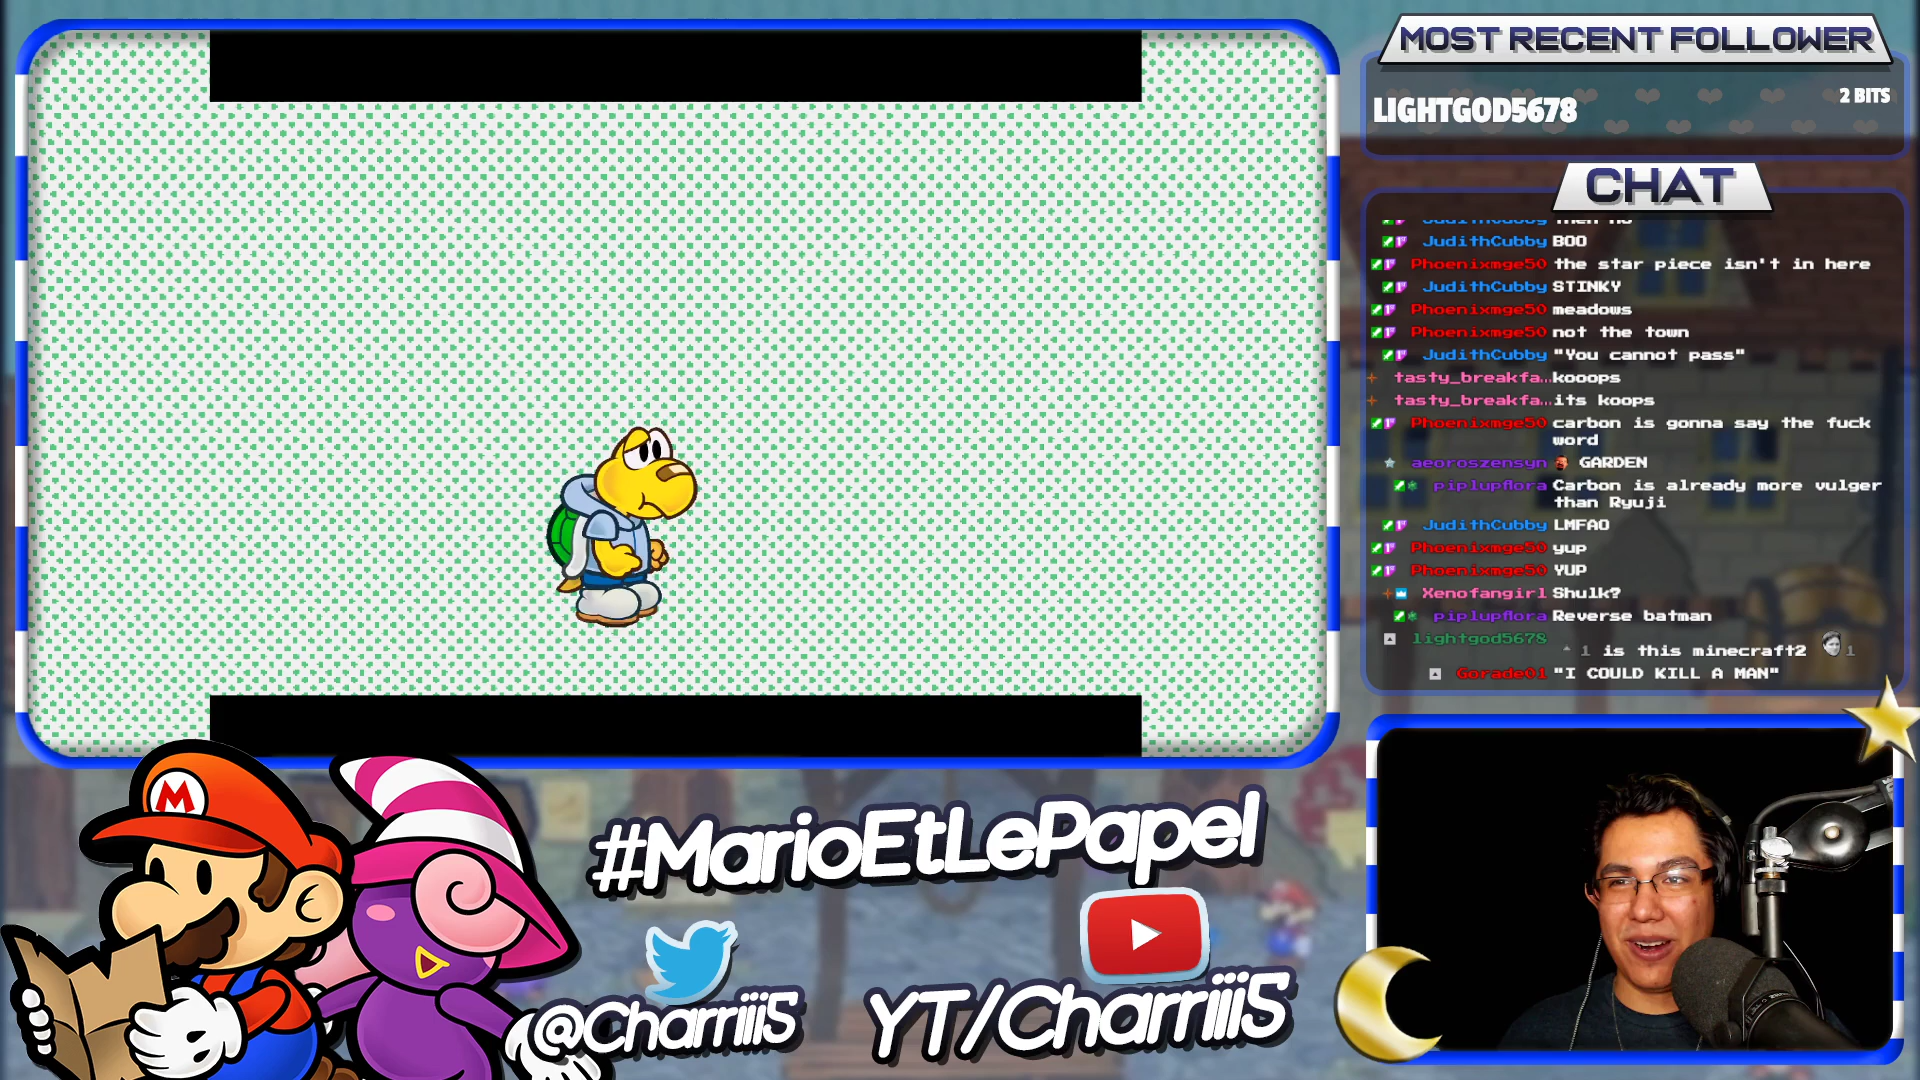 MOST RECENT FOLLOWER
LIGHTGOD5678
2 BITS
CHAT
JudithCubby BOO
Phoenixmge50 the star piece isn't in here
JudithCubby STINKY
Phoenixmge50 meadows
Phoenixmge50 not the town
JudithCubby "You cannot pass"
tasty_breakfa… kooops
tasty_breakfa… its koops
Phoenixmge50 carbon is gonna say the fuck
word
aeoroszensyn GARDEN
piplupflora Carbon is already more vulger
than Ryuji
JudithCubby LMFAO
Phoenixmge50 yup
Phoenixmge50 YUP
Xenofangirl Shulk?
piplupflora Reverse batman
lightgod5678
1 is this minecraft2 1
Gorade01 "I COULD KILL A MAN"
M
#MarioEtLePapel
@Charriii5
YT/Charriii5